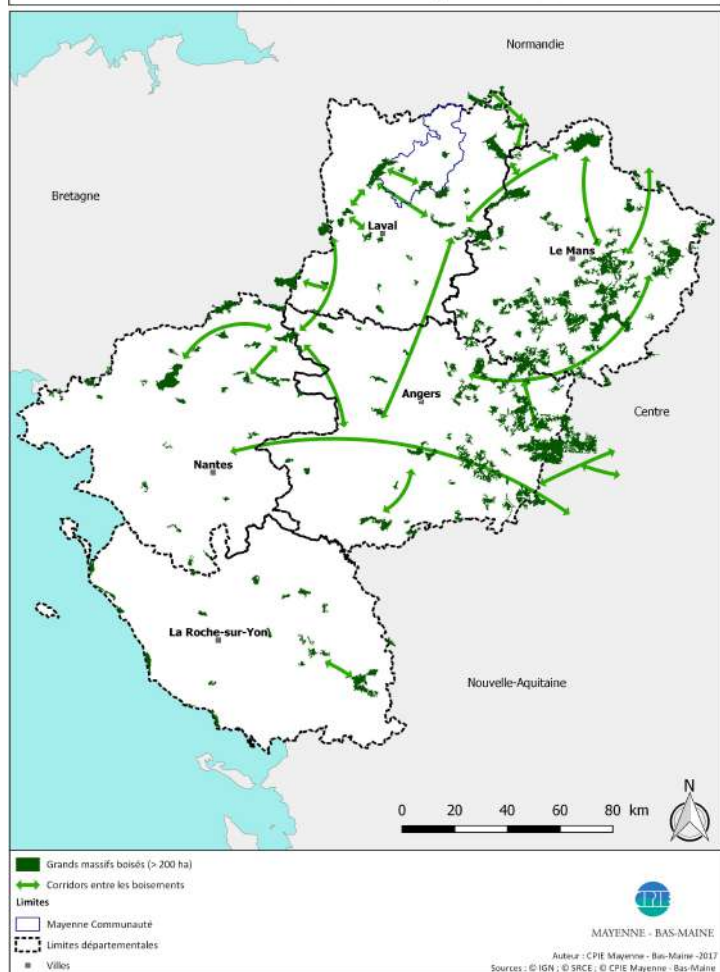 Normandie
Bretagne
Laval
Le Mans
Angers
Centre
Nantes
La Roche-sur-Yon
Nouvelle-Aquitaine
N
0 20 40 60 80 km
Grands massifs boisés (> 200 ha)
Corridors entre les boisements
Limites
Mayenne Communauté
Limites départementales
Villes
CPIE
MAYENNE - BAS-MAINE
Auteur : CPIE Mayenne - Bas-Maine -2017
Sources : © IGN ; © SRCE ; © CPIE Mayenne - Bas-Maine